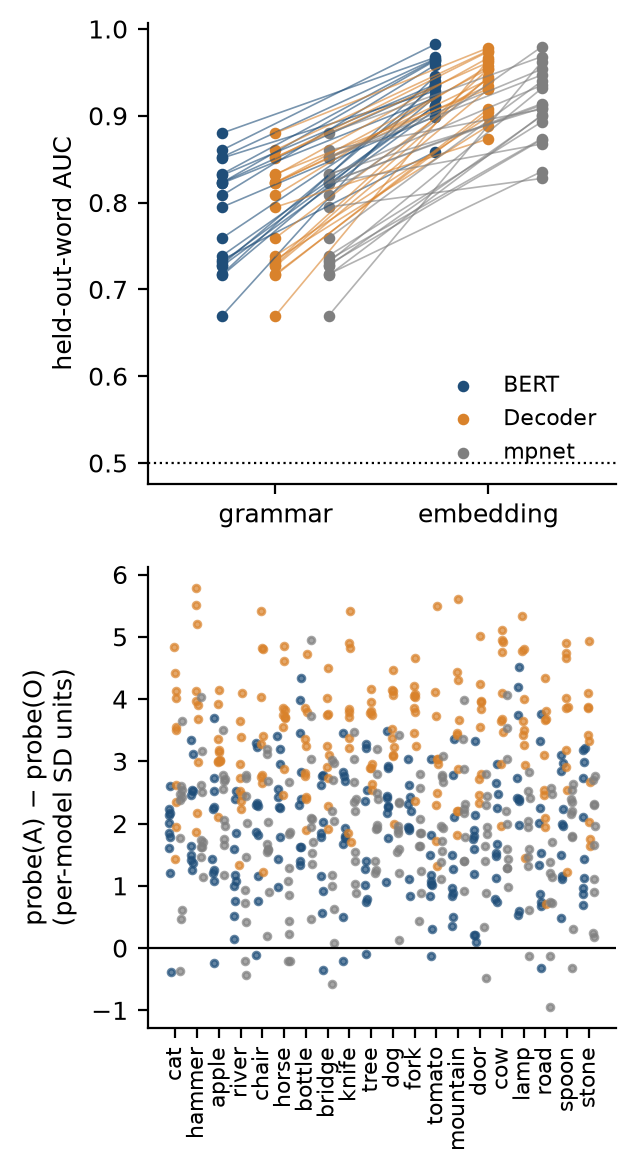 1.0
0.9
0.8
0.7
0.6
0.5
held-out-word AUC
BERT
Decoder
mpnet
grammar
embedding
6
5
4
3
2
1
0
−1
probe(A) − probe(O)
(per-model SD units)
cat
hammer
apple
river
chair
horse
bottle
bridge
knife
tree
dog
fork
tomato
mountain
door
cow
lamp
road
spoon
stone